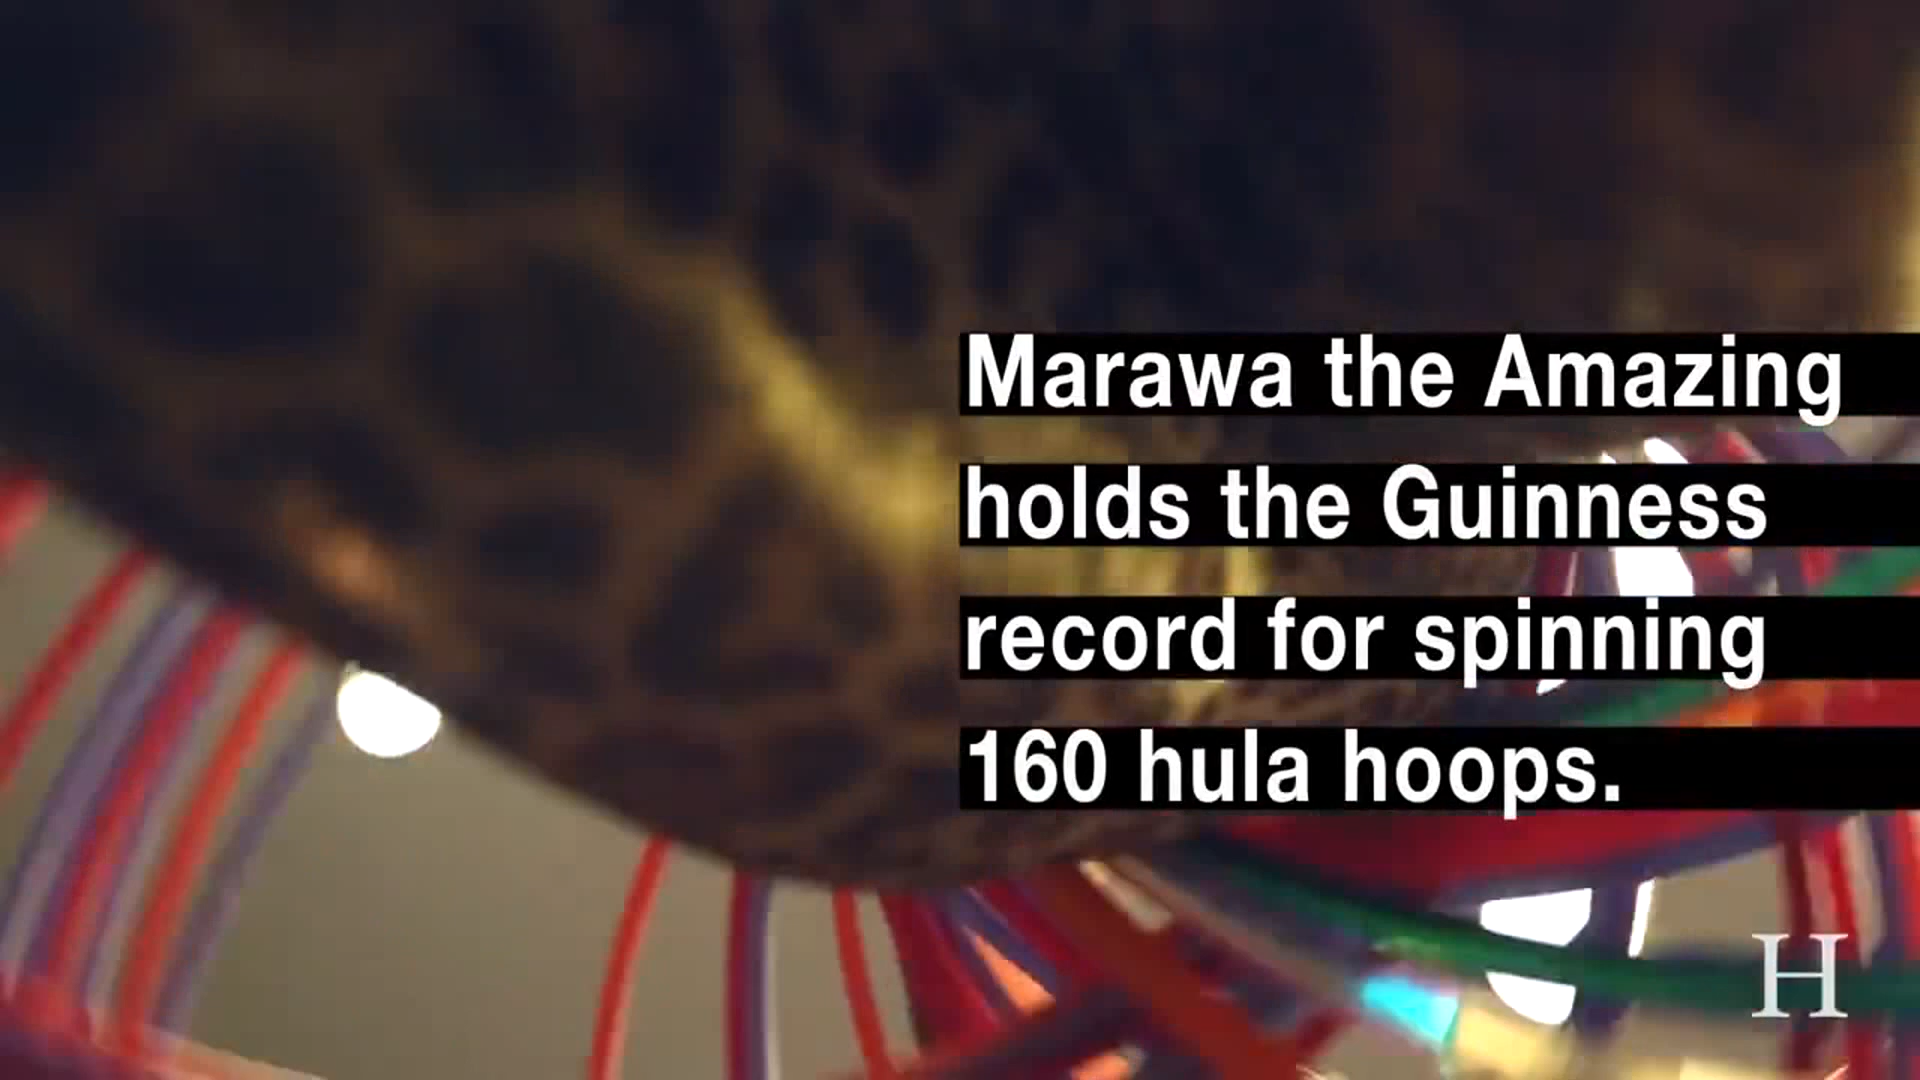 Marawa the Amazing
holds the Guinness
record for spinning
160 hula hoops.
H